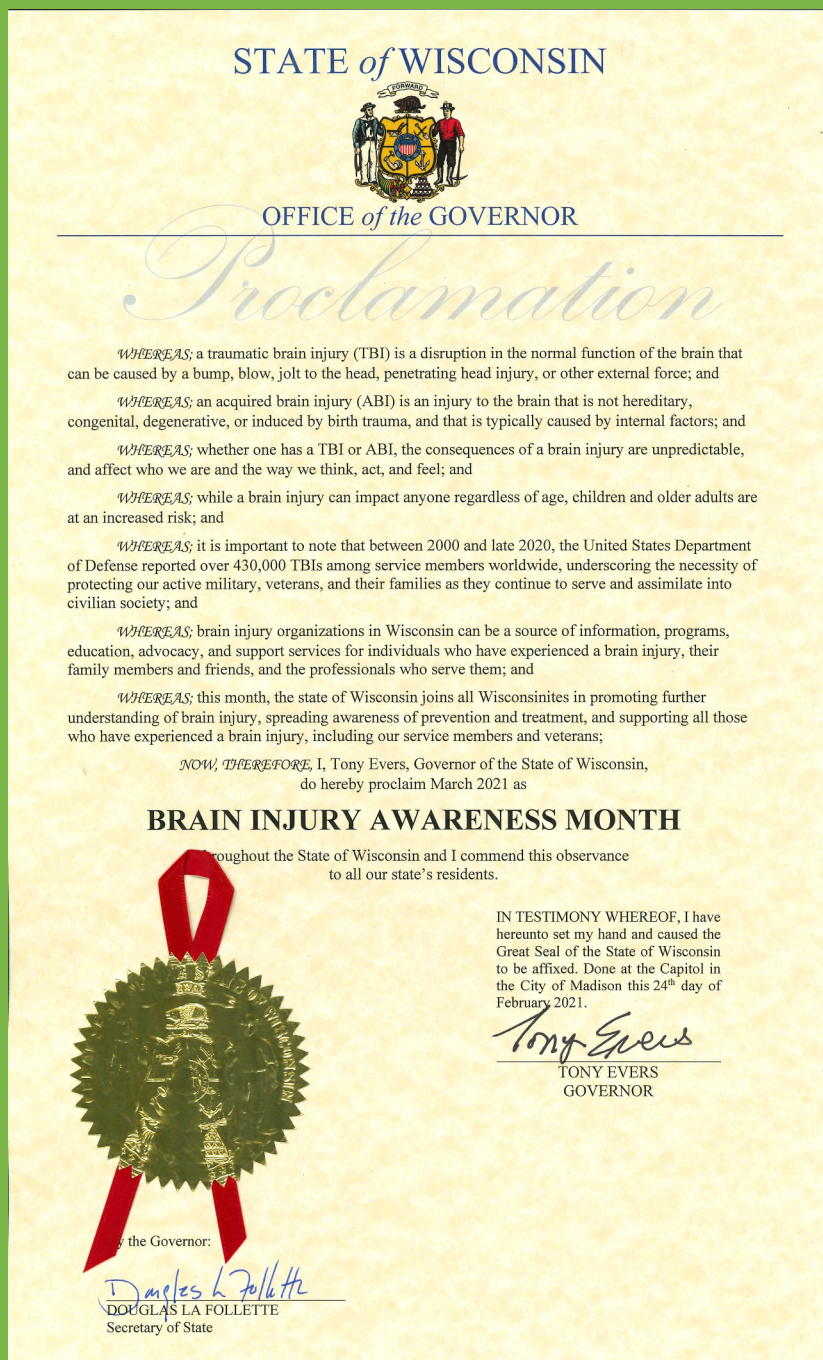 STATE of WISCONSIN
FORWARD
OFFICE of the GOVERNOR
Proclamation
WHEREAS; a traumatic brain injury (TBI) is a disruption in the normal function of the brain that
can be caused by a bump, blow, jolt to the head, penetrating head injury, or other external force; and
WHEREAS; an acquired brain injury (ABI) is an injury to the brain that is not hereditary,
congenital, degenerative, or induced by birth trauma, and that is typically caused by internal factors; and
WHEREAS; whether one has a TBI or ABI, the consequences of a brain injury are unpredictable,
and affect who we are and the way we think, act, and feel; and
WHEREAS; while a brain injury can impact anyone regardless of age, children and older adults are
at an increased risk; and
WHEREAS; it is important to note that between 2000 and late 2020, the United States Department
of Defense reported over 430,000 TBIs among service members worldwide, underscoring the necessity of
protecting our active military, veterans, and their families as they continue to serve and assimilate into
civilian society; and
WHEREAS; brain injury organizations in Wisconsin can be a source of information, programs,
education, advocacy, and support services for individuals who have experienced a brain injury, their
family members and friends, and the professionals who serve them; and
WHEREAS; this month, the state of Wisconsin joins all Wisconsinites in promoting further
understanding of brain injury, spreading awareness of prevention and treatment, and supporting all those
who have experienced a brain injury, including our service members and veterans;
NOW, THEREFORE, I, Tony Evers, Governor of the State of Wisconsin,
do hereby proclaim March 2021 as
BRAIN INJURY AWARENESS MONTH
roughout the State of Wisconsin and I commend this observance
to all our state's residents.
IN TESTIMONY WHEREOF, I have
hereunto set my hand and caused the
Great Seal of the State of Wisconsin
to be affixed. Done at the Capitol in
the City of Madison this 24th day of
February 2021.
Tony Evers
TONY EVERS
GOVERNOR
y the Governor:
Douglas La Follette
DOUGLAS LA FOLLETTE
Secretary of State